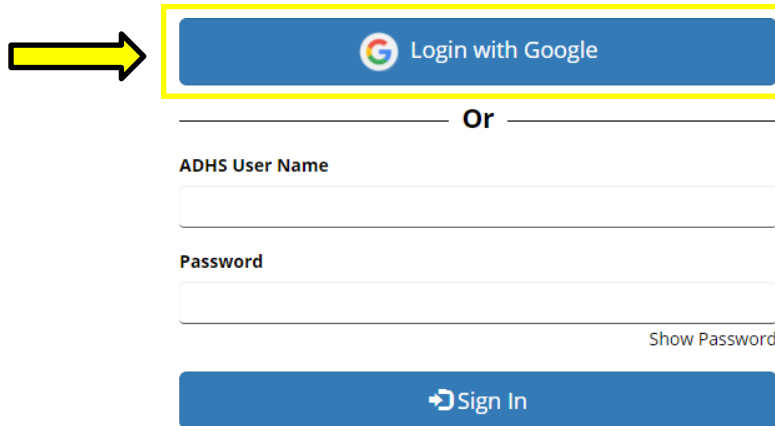 Login with Google
Or
ADHS User Name
Password
Show Password
Sign In